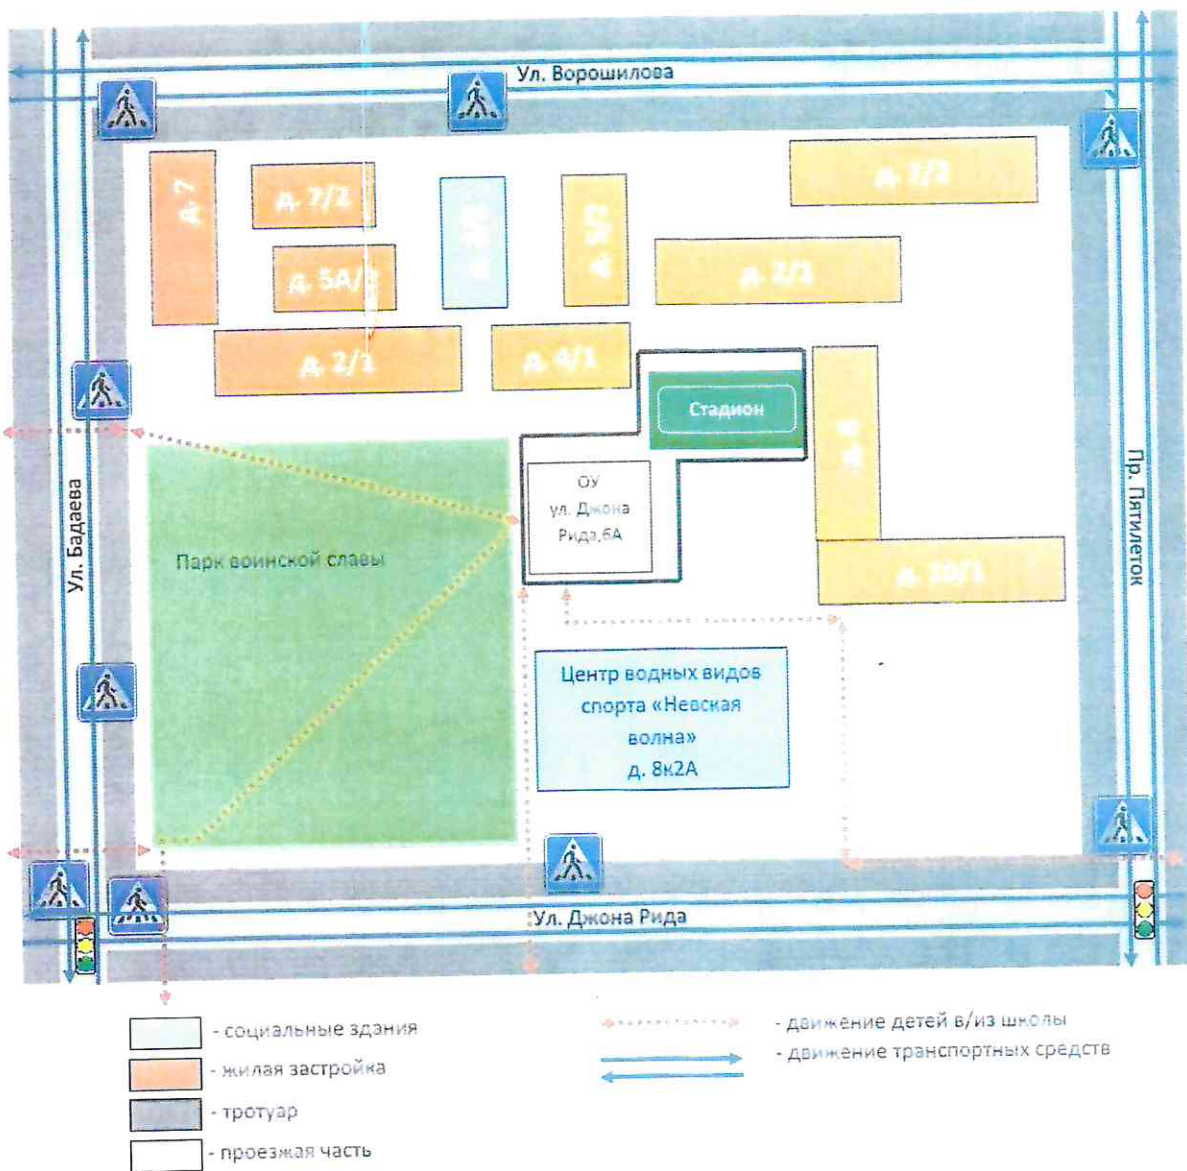 Ул. Ворошилова
д. 7
д. 7/2
д. 2/2
д. 5А/2
д. 2/1
д. 2/1
д. 4/1
Стадион
ОУ
ул. Джона
Рида,6А
Ул. Бадаева
Пр. Пятилеток
Парк воинской славы
д. 10/1
Центр водных видов
спорта «Невская
волна»
д. 8к2А
Ул. Джона Рида
- социальные здания
- жилая застройка
- тротуар
- проезжая часть
- движение детей в/из школы
- движение транспортных средств